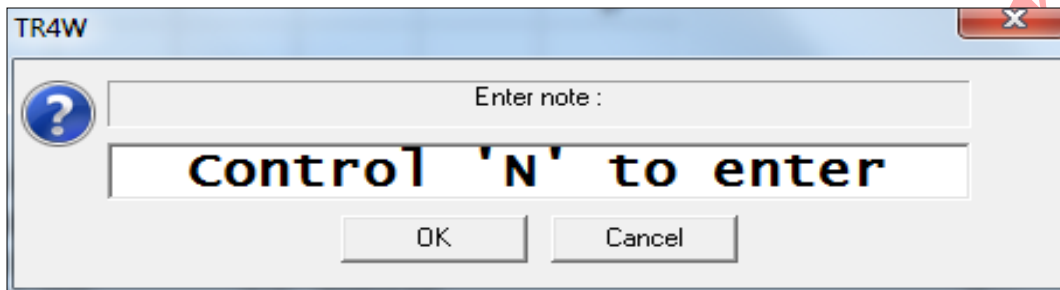 TR4W
Enter note :
Control 'N' to enter
OK
Cancel